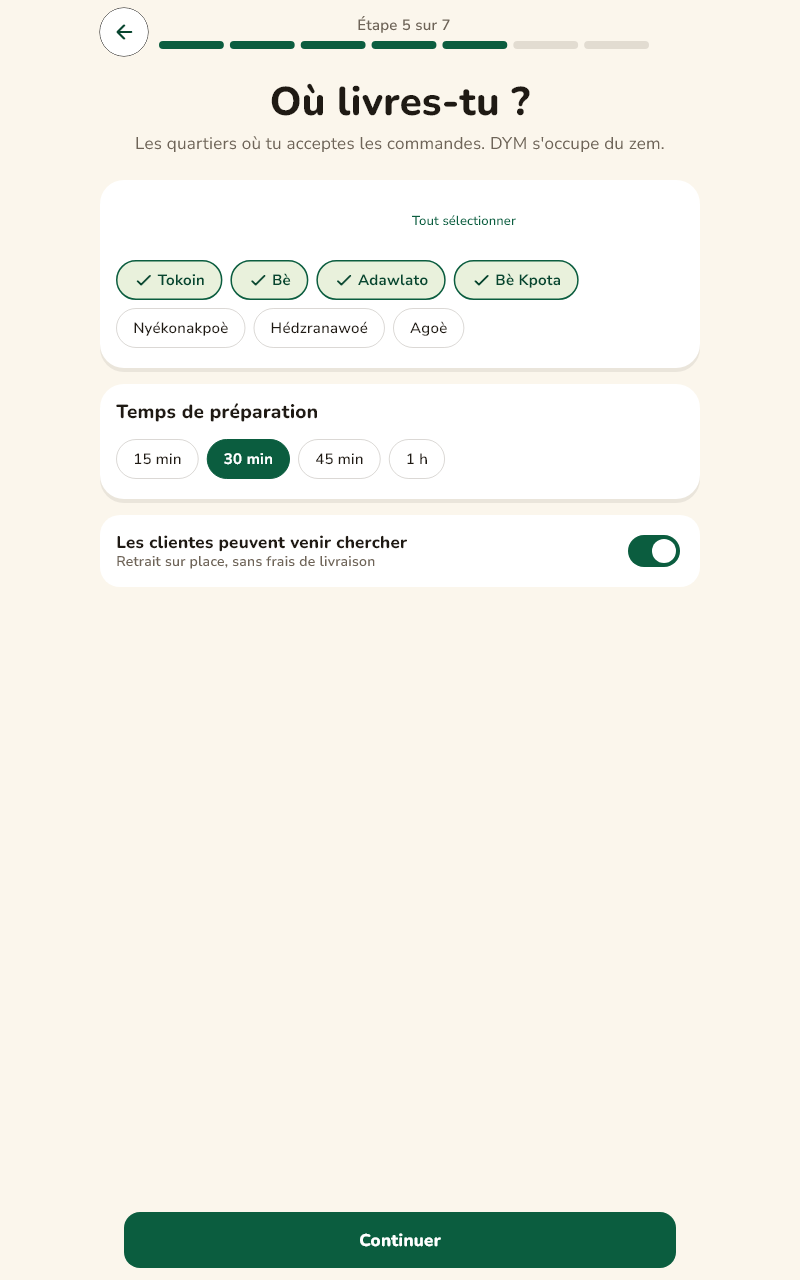 Étape 5 sur 7
Où livres-tu ?
Les quartiers où tu acceptes les commandes. DYM s'occupe du zem.
Tout sélectionner
Tokoin Bè Adawlato Bè Kpota
Nyékonakpoè Hédzranawoé Agoè
Temps de préparation
15 min 30 min 45 min 1 h
Les clientes peuvent venir chercher
Retrait sur place, sans frais de livraison
Continuer